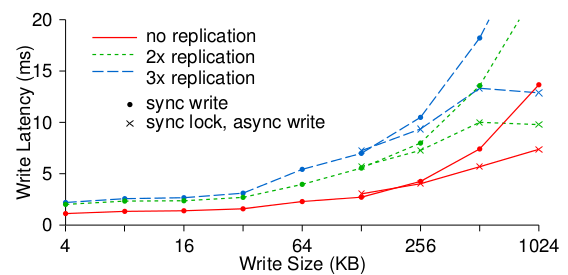 20
15
10
5
0
Write Latency (ms)
no replication
2x replication
3x replication
sync write
sync lock, async write
4 16 64 256 1024
Write Size (KB)